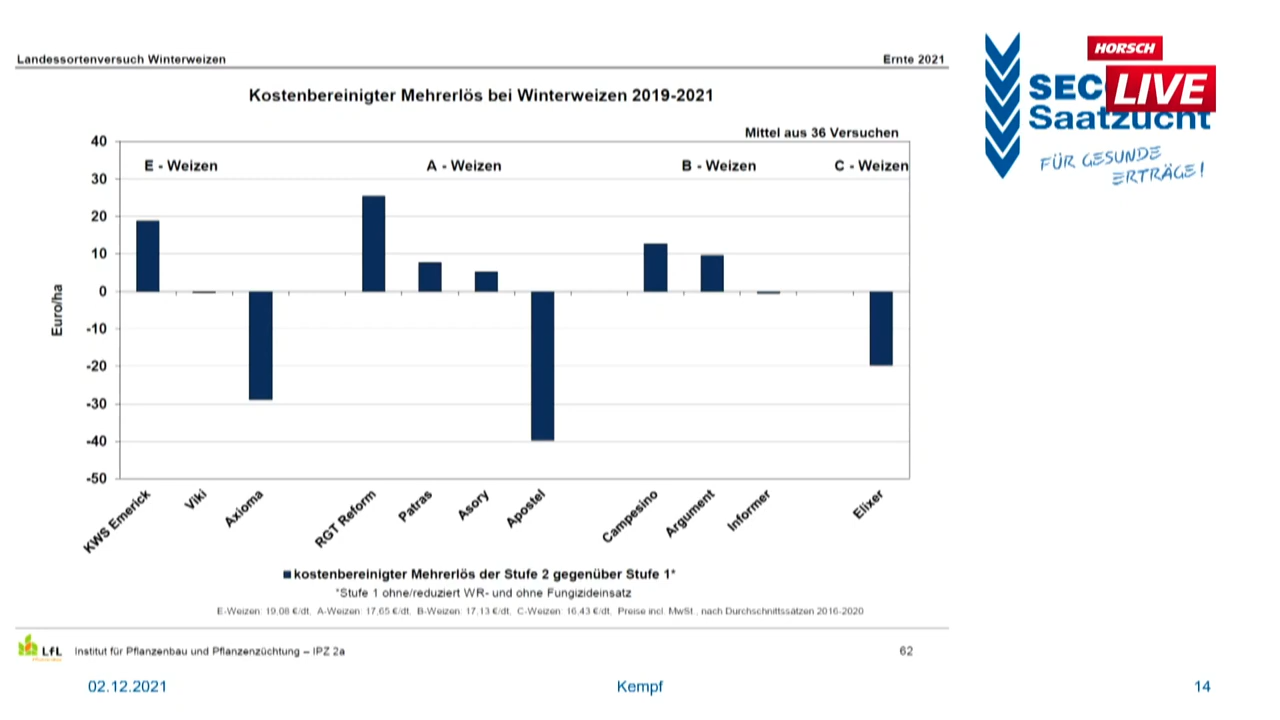 Landessortenversuch Winterweizen
Ernte 2021
HORSCH
LIVE
SEC
Saatzucht
FÜR GESUNDE
ERTRÄGE!
Kostenbereinigter Mehrerlös bei Winterweizen 2019-2021
Mittel aus 36 Versuchen
E - Weizen
A - Weizen
B - Weizen
C - Weizen
40
30
20
10
0
-10
-20
-30
-40
-50
Euro/ha
KWS Emerick
Viki
Axioma
RGT Reform
Patras
Asory
Apostel
Campesino
Argument
Informer
Elixer
kostenbereinigter Mehrerlös der Stufe 2 gegenüber Stufe 1*
*Stufe 1 ohne/reduziert WR- und ohne Fungizideinsatz
E-Weizen: 19.08 €/dt, A-Weizen: 17,65 €/dt, B-Weizen: 17.13 €/dt, C-Weizen: 16.43 €/dt, Preise incl. MwSt., nach Durchschnittssätzen 2016-2020
LfL
Institut für Pflanzenbau und Pflanzenzüchtung – IPZ 2a
62
02.12.2021
Kempf
14